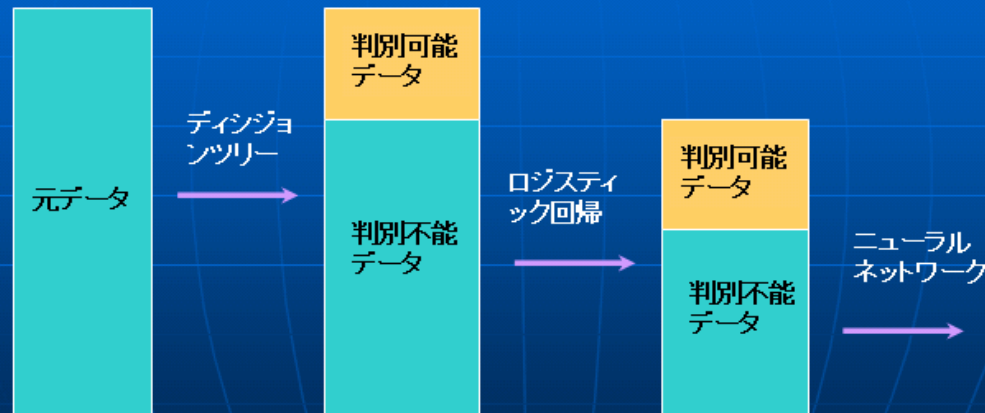 元データ
ディシジョ
ンツリー
判別可能
データ
判別不能
データ
ロジスティ
ック回帰
判別可能
データ
判別不能
データ
ニューラル
ネットワーク